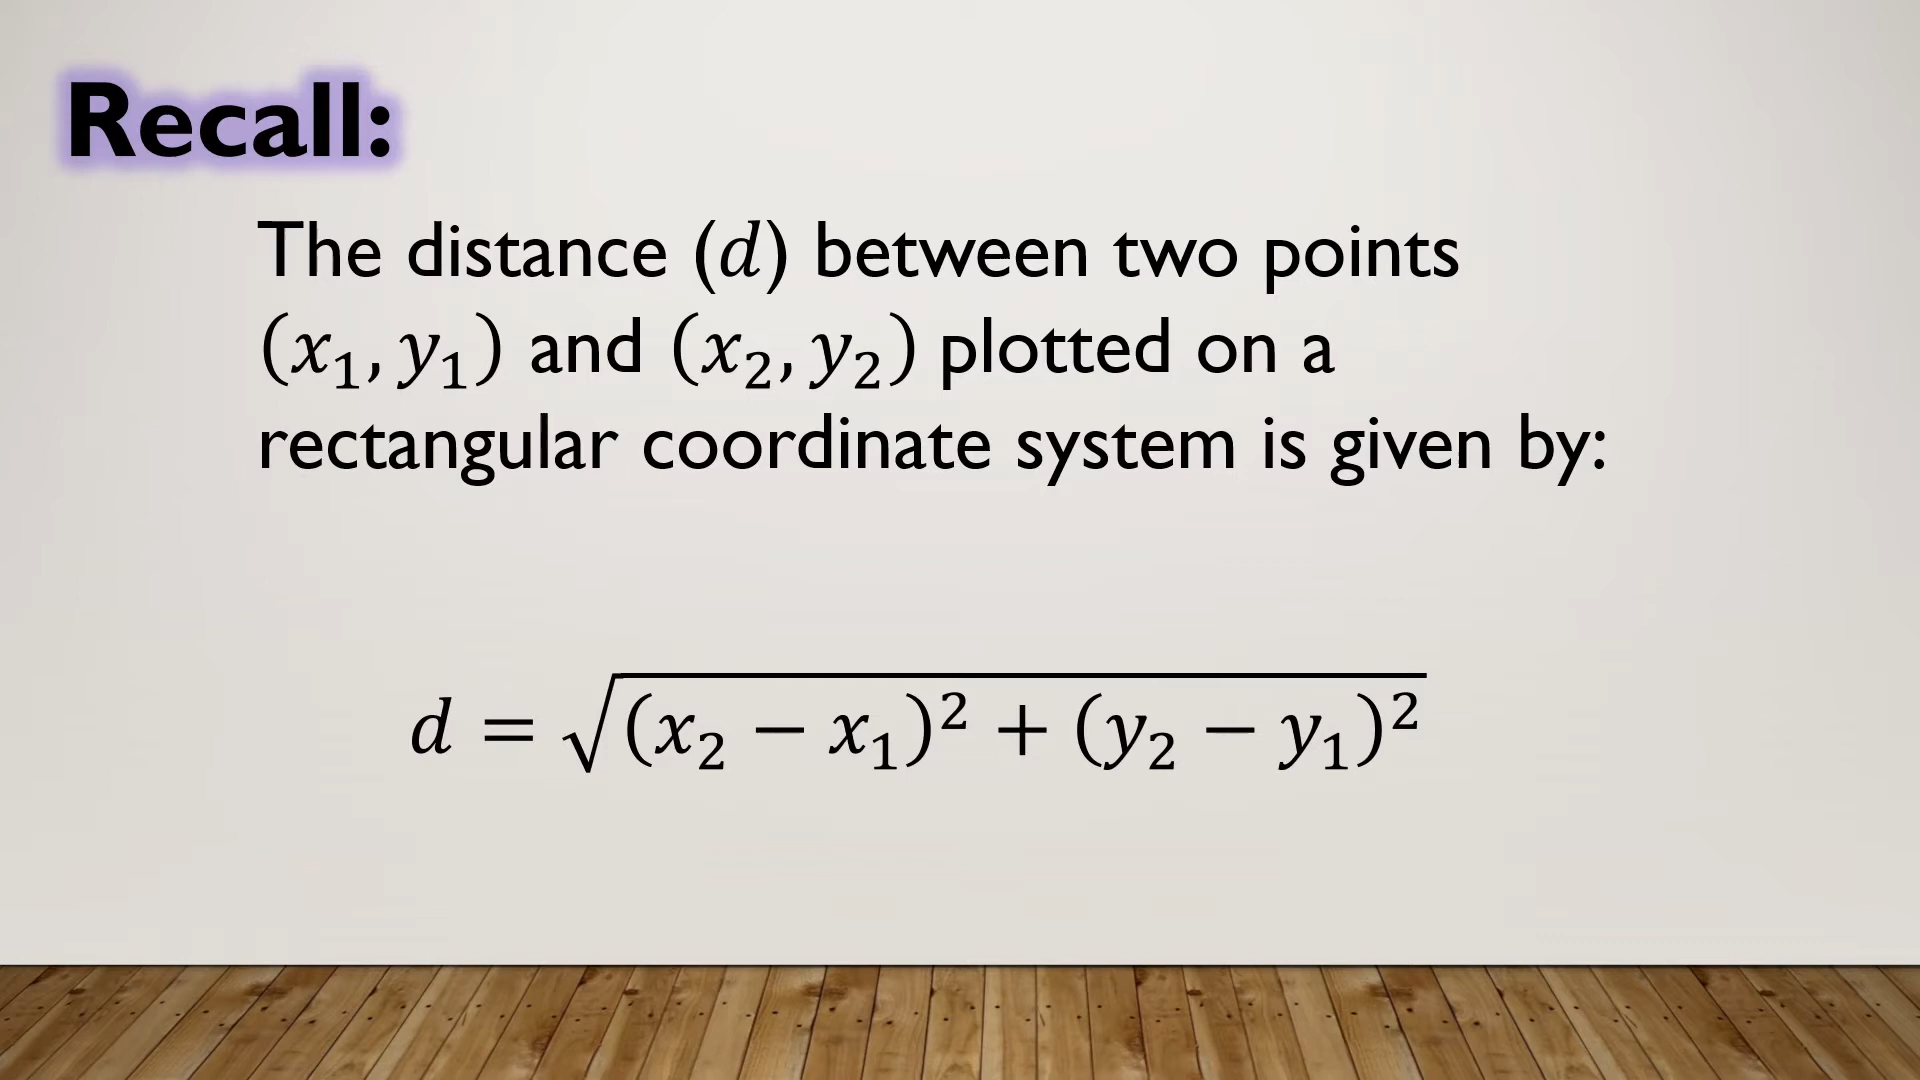 Recall:
The distance (d) between two points
(x₁, y₁) and (x₂, y₂) plotted on a
rectangular coordinate system is given by:
d = √(x₂ − x₁)² + (y₂ − y₁)²